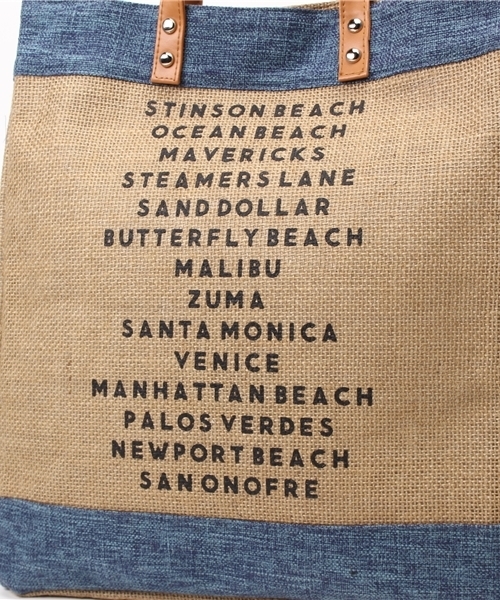 STINSON BEACH
OCEAN BEACH
MAVERICKS
STEAMERS LANE
SAND DOLLAR
BUTTERFLY BEACH
MALIBU
ZUMA
SANTA MONICA
VENICE
MANHATTAN BEACH
PALOS VERDES
NEWPORT BEACH
SAN ONOFRE